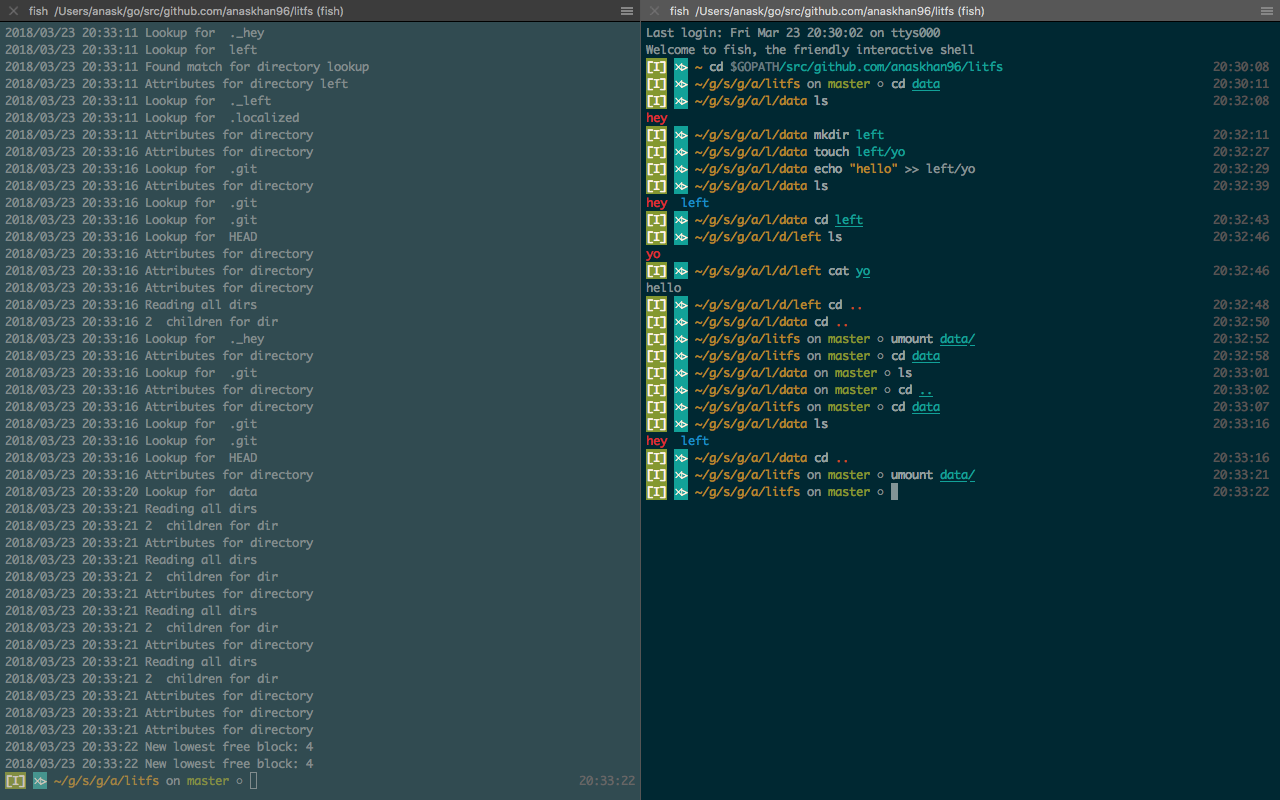 fish /Users/anask/go/src/github.com/anaskhan96/litfs (fish)
2018/03/23 20:33:11 Lookup for  ._hey
2018/03/23 20:33:11 Lookup for  left
2018/03/23 20:33:11 Found match for directory lookup
2018/03/23 20:33:11 Attributes for directory left
2018/03/23 20:33:11 Lookup for  ._left
2018/03/23 20:33:11 Lookup for  .localized
2018/03/23 20:33:11 Attributes for directory
2018/03/23 20:33:16 Attributes for directory
2018/03/23 20:33:16 Lookup for  .git
2018/03/23 20:33:16 Attributes for directory
2018/03/23 20:33:16 Lookup for  .git
2018/03/23 20:33:16 Lookup for  .git
2018/03/23 20:33:16 Lookup for  HEAD
2018/03/23 20:33:16 Attributes for directory
2018/03/23 20:33:16 Attributes for directory
2018/03/23 20:33:16 Attributes for directory
2018/03/23 20:33:16 Reading all dirs
2018/03/23 20:33:16 2  children for dir
2018/03/23 20:33:16 Lookup for  ._hey
2018/03/23 20:33:16 Attributes for directory
2018/03/23 20:33:16 Lookup for  .git
2018/03/23 20:33:16 Attributes for directory
2018/03/23 20:33:16 Attributes for directory
2018/03/23 20:33:16 Lookup for  .git
2018/03/23 20:33:16 Lookup for  .git
2018/03/23 20:33:16 Lookup for  HEAD
2018/03/23 20:33:16 Attributes for directory
2018/03/23 20:33:20 Lookup for  data
2018/03/23 20:33:21 Reading all dirs
2018/03/23 20:33:21 2  children for dir
2018/03/23 20:33:21 Attributes for directory
2018/03/23 20:33:21 Reading all dirs
2018/03/23 20:33:21 2  children for dir
2018/03/23 20:33:21 Attributes for directory
2018/03/23 20:33:21 Reading all dirs
2018/03/23 20:33:21 2  children for dir
2018/03/23 20:33:21 Attributes for directory
2018/03/23 20:33:21 Reading all dirs
2018/03/23 20:33:21 2  children for dir
2018/03/23 20:33:21 Attributes for directory
2018/03/23 20:33:21 Attributes for directory
2018/03/23 20:33:21 Attributes for directory
2018/03/23 20:33:22 New lowest free block: 4
2018/03/23 20:33:22 New lowest free block: 4
[I] ⋊> ~/g/s/g/a/litfs on master ○ 20:33:22
fish /Users/anask/go/src/github.com/anaskhan96/litfs (fish)
Last login: Fri Mar 23 20:30:02 on ttys000
Welcome to fish, the friendly interactive shell
[I] ⋊> ~ cd $GOPATH/src/github.com/anaskhan96/litfs 20:30:08
[I] ⋊> ~/g/s/g/a/litfs on master ○ cd data 20:30:11
[I] ⋊> ~/g/s/g/a/l/data ls 20:32:08
hey
[I] ⋊> ~/g/s/g/a/l/data mkdir left 20:32:11
[I] ⋊> ~/g/s/g/a/l/data touch left/yo 20:32:27
[I] ⋊> ~/g/s/g/a/l/data echo "hello" >> left/yo 20:32:29
[I] ⋊> ~/g/s/g/a/l/data ls 20:32:39
hey  left
[I] ⋊> ~/g/s/g/a/l/data cd left 20:32:43
[I] ⋊> ~/g/s/g/a/l/d/left ls 20:32:46
yo
[I] ⋊> ~/g/s/g/a/l/d/left cat yo 20:32:46
hello
[I] ⋊> ~/g/s/g/a/l/d/left cd .. 20:32:48
[I] ⋊> ~/g/s/g/a/l/data cd .. 20:32:50
[I] ⋊> ~/g/s/g/a/litfs on master ○ umount data/ 20:32:52
[I] ⋊> ~/g/s/g/a/litfs on master ○ cd data 20:32:58
[I] ⋊> ~/g/s/g/a/l/data on master ○ ls 20:33:01
[I] ⋊> ~/g/s/g/a/l/data on master ○ cd .. 20:33:02
[I] ⋊> ~/g/s/g/a/litfs on master ○ cd data 20:33:07
[I] ⋊> ~/g/s/g/a/l/data ls 20:33:16
hey  left
[I] ⋊> ~/g/s/g/a/l/data cd .. 20:33:16
[I] ⋊> ~/g/s/g/a/litfs on master ○ umount data/ 20:33:21
[I] ⋊> ~/g/s/g/a/litfs on master ○ 20:33:22